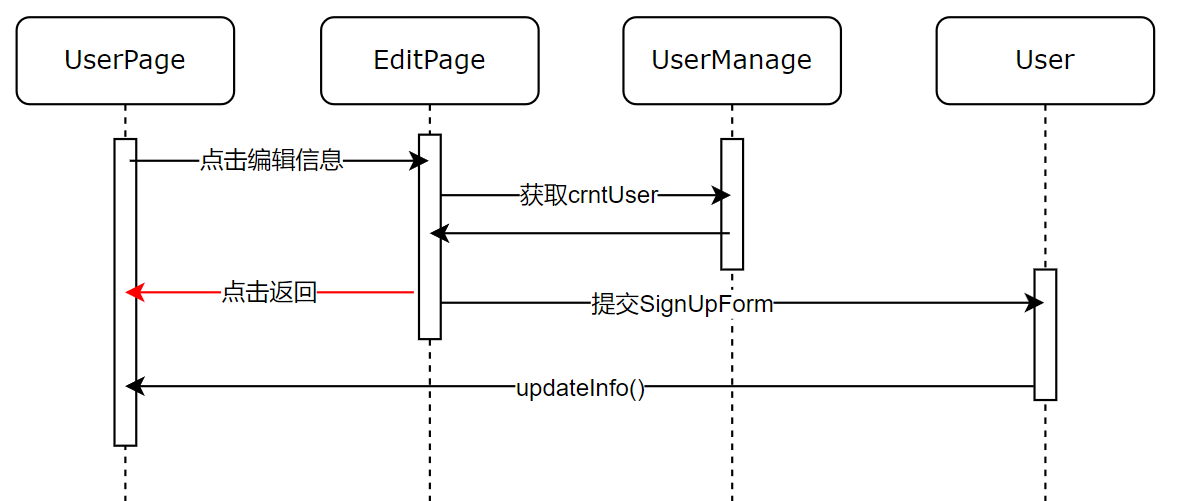 UserPage
EditPage
UserManage
User
点击编辑信息
获取crntUser
点击返回
提交SignUpForm
updateInfo()